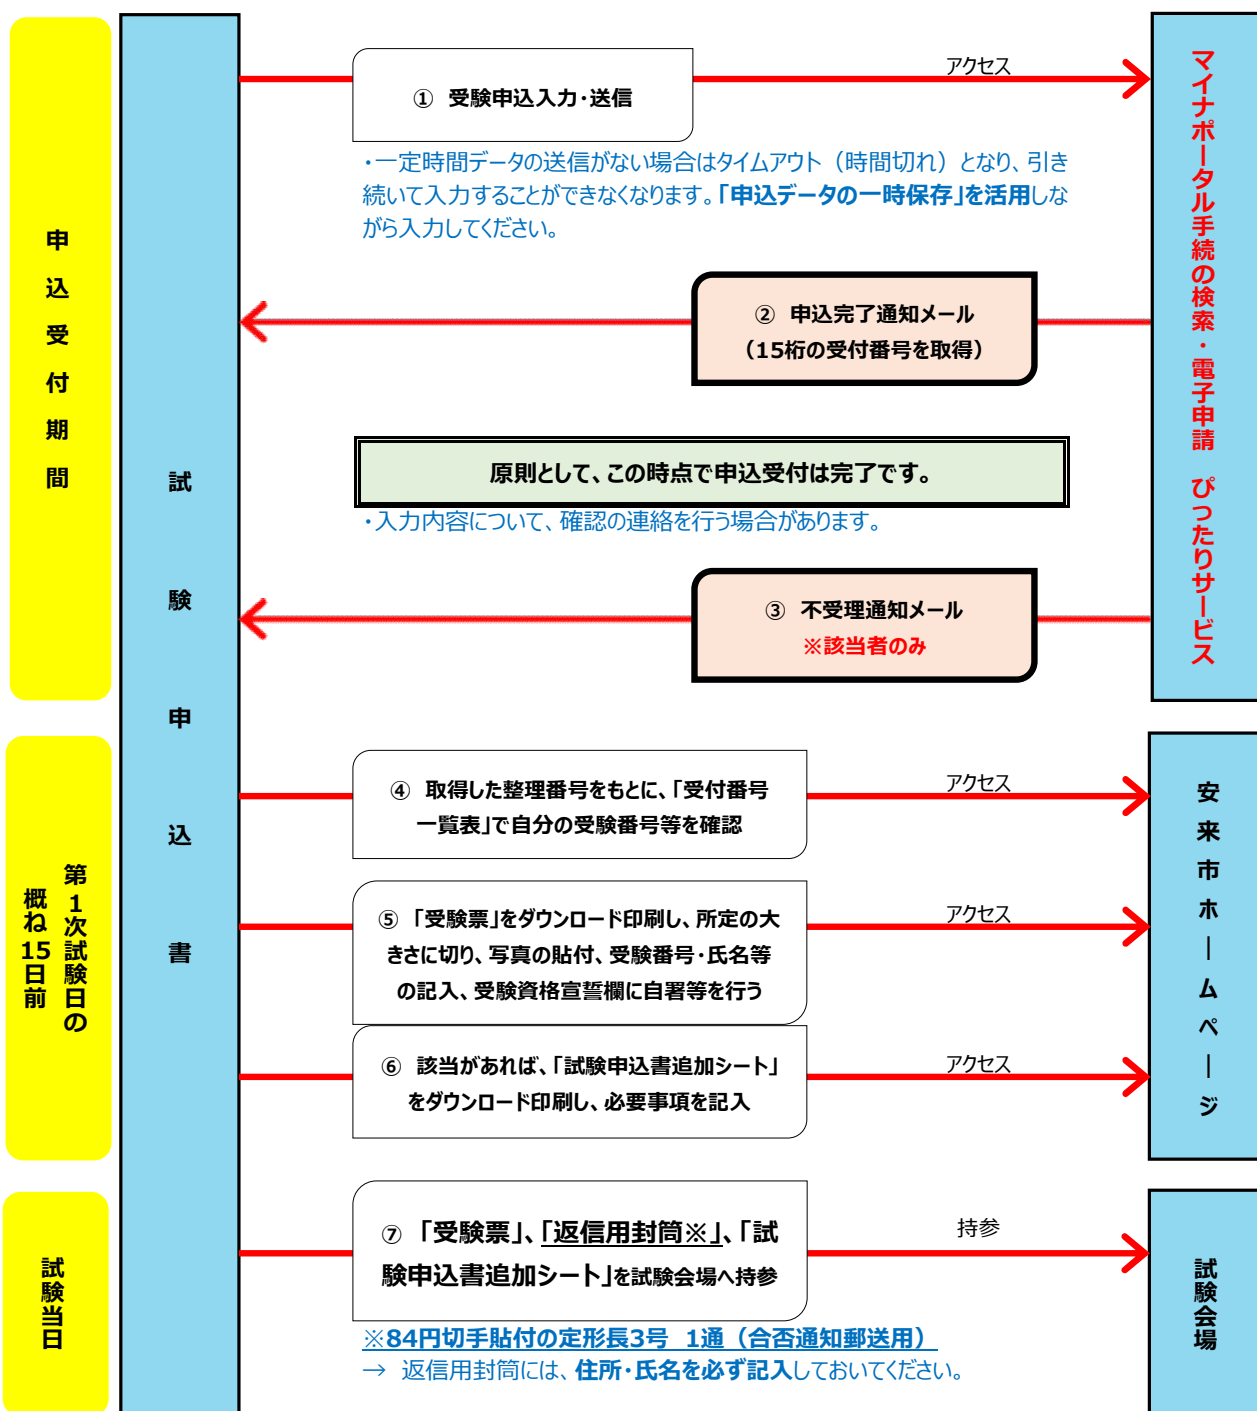 申込受付期間
試験申込書
① 受験申込入力・送信
アクセス
マイナポータル手続の検索・電子申請 ぴったりサービス
・一定時間データの送信がない場合はタイムアウト（時間切れ）となり、引き
続いて入力することができなくなります。「申込データの一時保存」を活用しな
がら入力してください。
② 申込完了通知メール
（15桁の受付番号を取得）
原則として、この時点で申込受付は完了です。
・入力内容について、確認の連絡を行う場合があります。
③ 不受理通知メール
※該当者のみ
第1次試験日の
概ね15日前
④ 取得した整理番号をもとに、「受付番号
一覧表」で自分の受験番号等を確認
アクセス
安来市ホームページ
⑤ 「受験票」をダウンロード印刷し、所定の大
きさに切り、写真の貼付、受験番号・氏名等
の記入、受験資格宣誓欄に自署等を行う
アクセス
⑥ 該当があれば、「試験申込書追加シート」
をダウンロード印刷し、必要事項を記入
アクセス
試験当日
⑦ 「受験票」、「返信用封筒※」、「試
験申込書追加シート」を試験会場へ持参
持参
試験会場
※84円切手貼付の定形長3号 1通（合否通知郵送用）
→ 返信用封筒には、住所・氏名を必ず記入しておいてください。